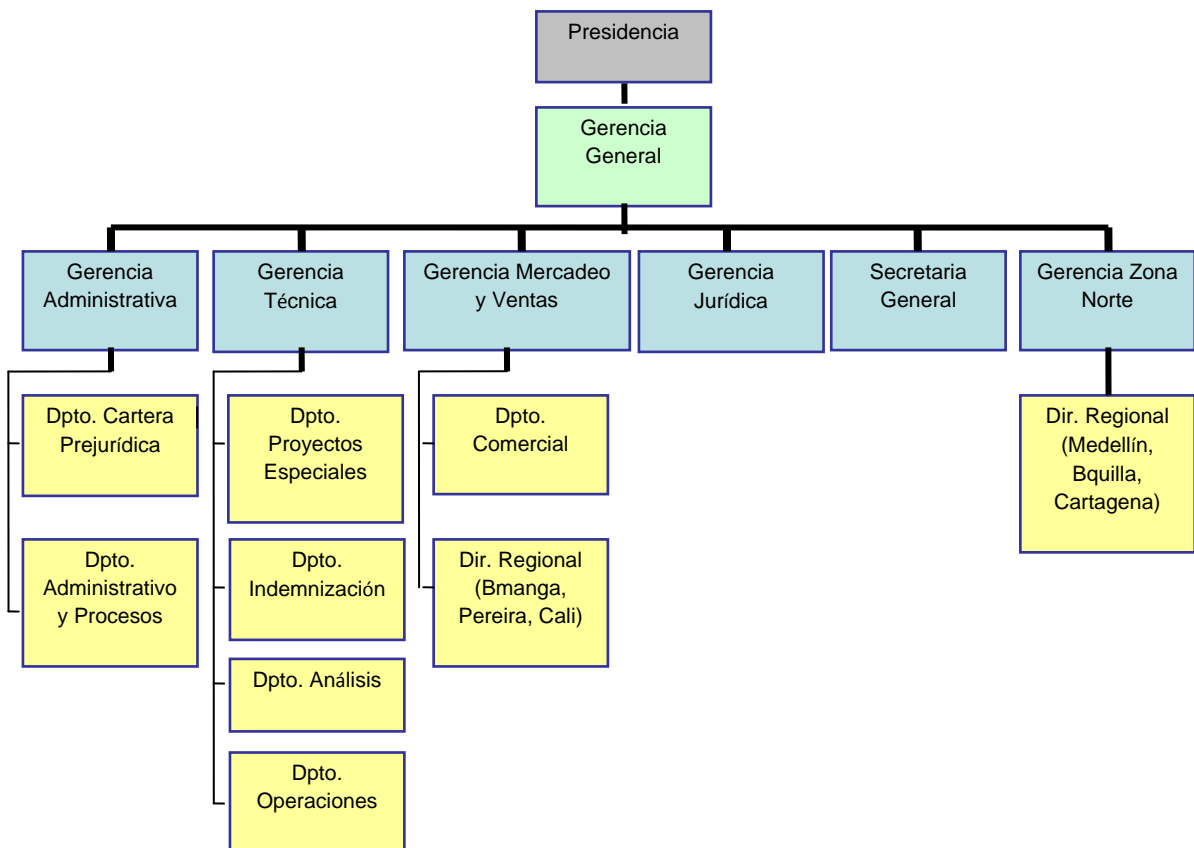 Presidencia
Gerencia
General
Gerencia
Administrativa
Gerencia
Técnica
Gerencia Mercadeo
y Ventas
Gerencia
Jurídica
Secretaria
General
Gerencia Zona
Norte
Dpto. Cartera
Prejurídica
Dpto.
Administrativo
y Procesos
Dpto.
Proyectos
Especiales
Dpto.
Indemnización
Dpto. Análisis
Dpto.
Operaciones
Dpto.
Comercial
Dir. Regional
(Bmanga,
Pereira, Cali)
Dir. Regional
(Medellín,
Bquilla,
Cartagena)